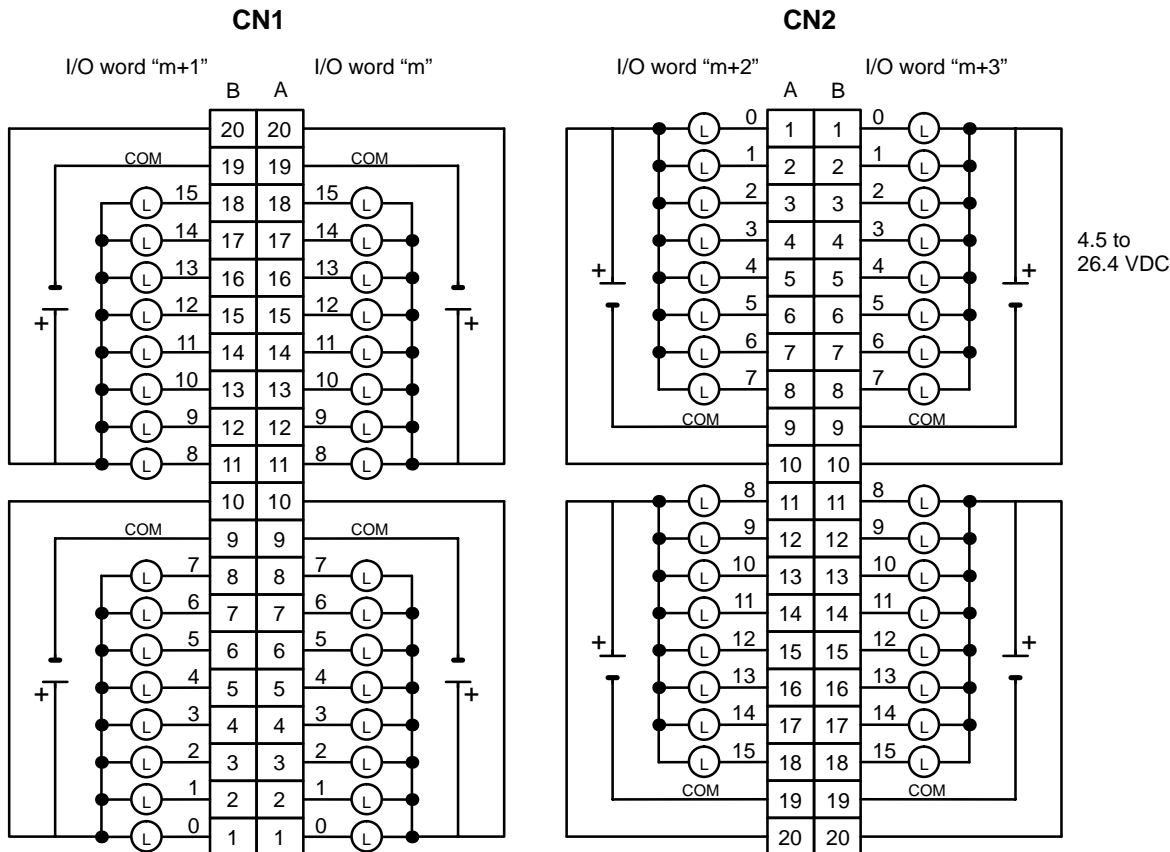 CN1 CN2
I/O word “m+1” I/O word “m” I/O word “m+2” I/O word “m+3”
B A A B
20 20 0 1 1 0
COM 19 19 COM L L
15 18 18 15 1 2 2 1
L L L L
14 17 17 14 2 3 3 2
L L L L
13 16 16 13 3 4 4 3
L L L L
4.5 to
26.4 VDC
12 15 15 12 4 5 5 4
L L L L
+ + + +
11 14 14 11 5 6 6 5
L L L L
10 13 13 10 6 7 7 6
L L L L
9 12 12 9 7 8 8 7
L L L L
8 11 11 8 COM 9 9 COM
L L
10 10 10 10
COM 9 9 COM 8 11 11 8
L L
7 8 8 7 9 12 12 9
L L L L
6 7 7 6 10 13 13 10
L L L L
5 6 6 5 11 14 14 11
L L L L
4 5 5 4 12 15 15 12
L L L L
+ + + +
3 4 4 3 13 16 16 13
L L L L
2 3 3 2 14 17 17 14
L L L L
1 2 2 1 15 18 18 15
L L L L
0 1 1 0 COM 19 19 COM
L L
20 20